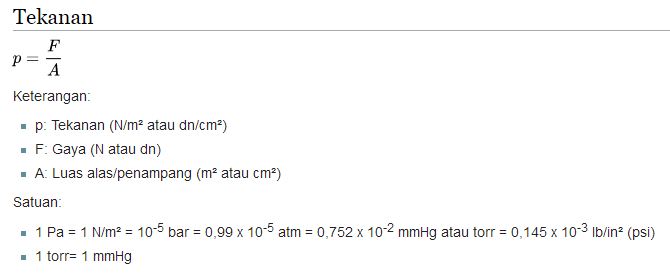 Tekanan
p = F/A
Keterangan:
p: Tekanan (N/m² atau dn/cm²)
F: Gaya (N atau dn)
A: Luas alas/penampang (m² atau cm²)
Satuan:
1 Pa = 1 N/m² = 10⁻⁵ bar = 0,99 x 10⁻⁵ atm = 0,752 x 10⁻² mmHg atau torr = 0,145 x 10⁻³ lb/in² (psi)
1 torr= 1 mmHg